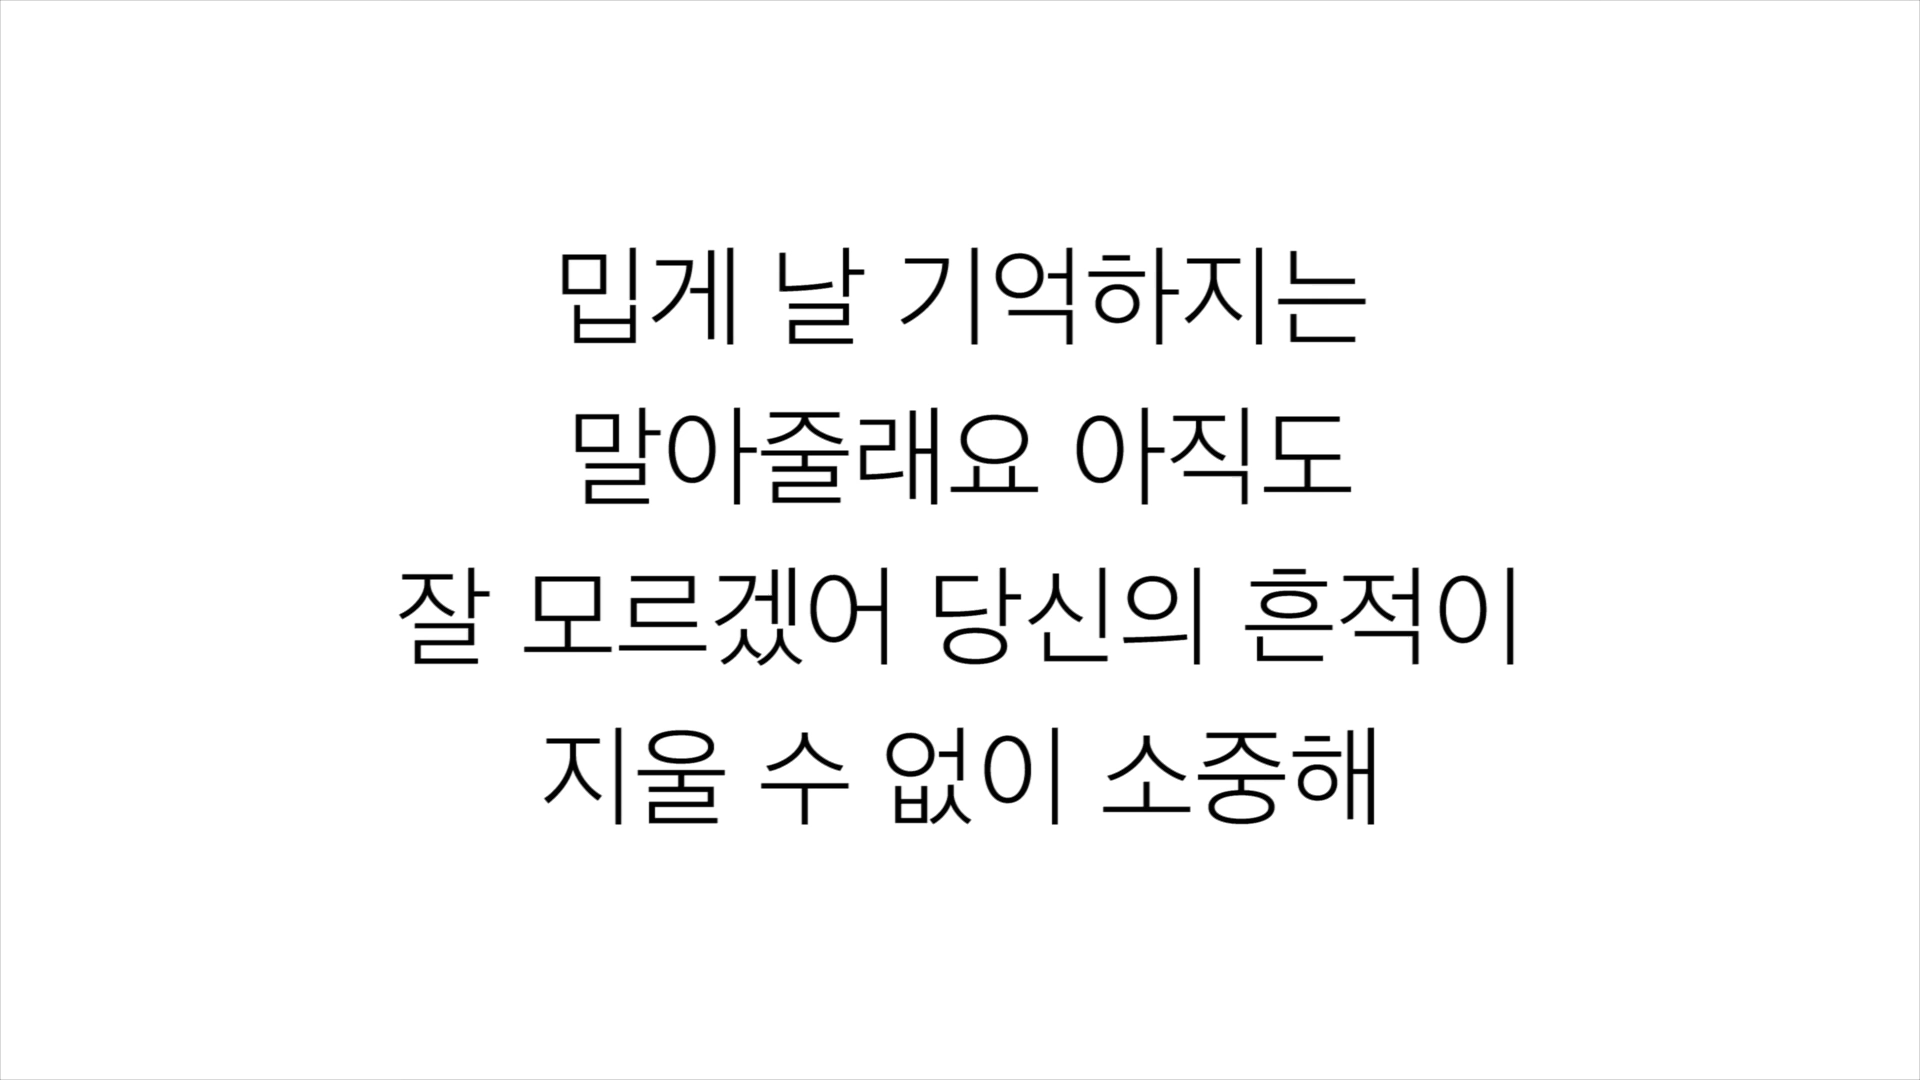 밉게 날 기억하지는
말아줄래요 아직도
잘 모르겠어 당신의 흔적이
지울 수 없이 소중해